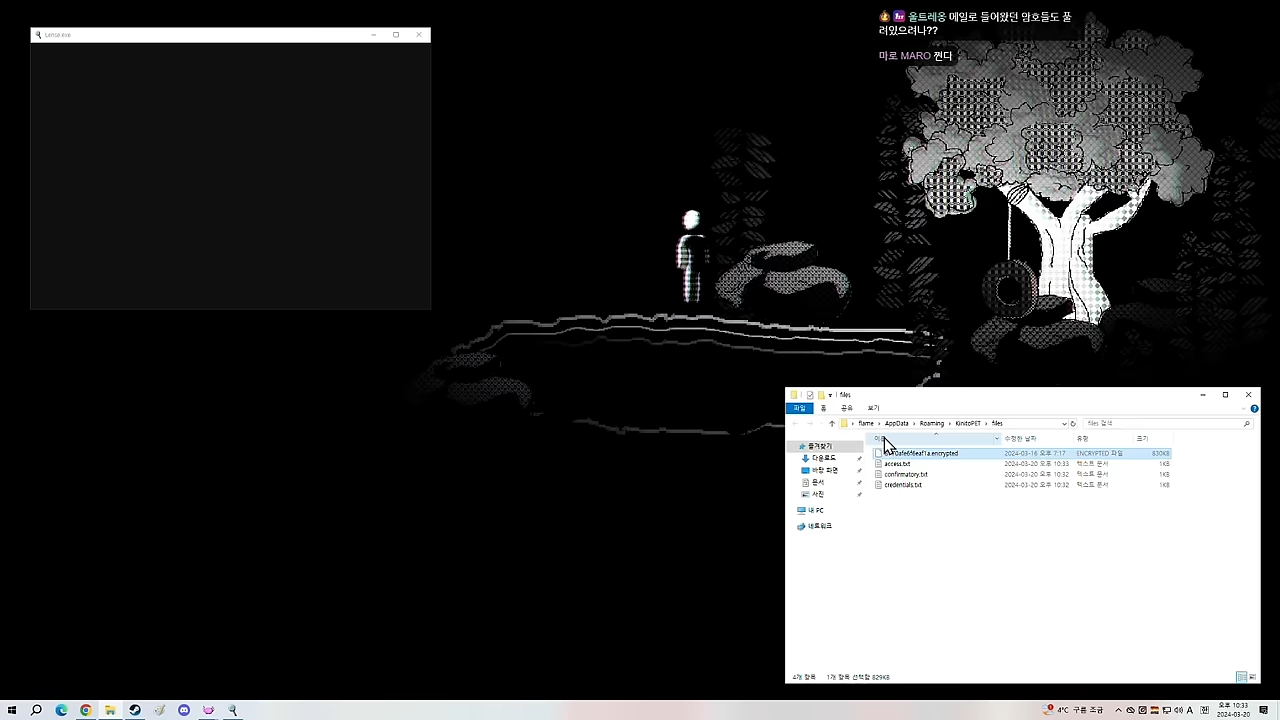 울트레옹 메일로 들어왔던 암호들도 풀
려있으려나??
마로 MARO 쩐다
Lense.exe
files
파일 홈 공유 보기
flame > AppData > Roaming > KinitoPET > files
files 검색
수정한 날짜 유형 크기
즐겨찾기
다운로드
바탕 화면
문서
사진
내 PC
네트워크
2024-03-16 오후 7:17 ENCRYPTED 파일 830KB
access.txt 2024-03-20 오후 10:33 텍스트 문서 1KB
confirmatory.txt 2024-03-20 오후 10:32 텍스트 문서 1KB
credentials.txt 2024-03-20 오후 10:32 텍스트 문서 1KB
4개 항목 1개 항목 선택함 829KB
4°C 구름 조금
A
오후 10:33
2024-03-20